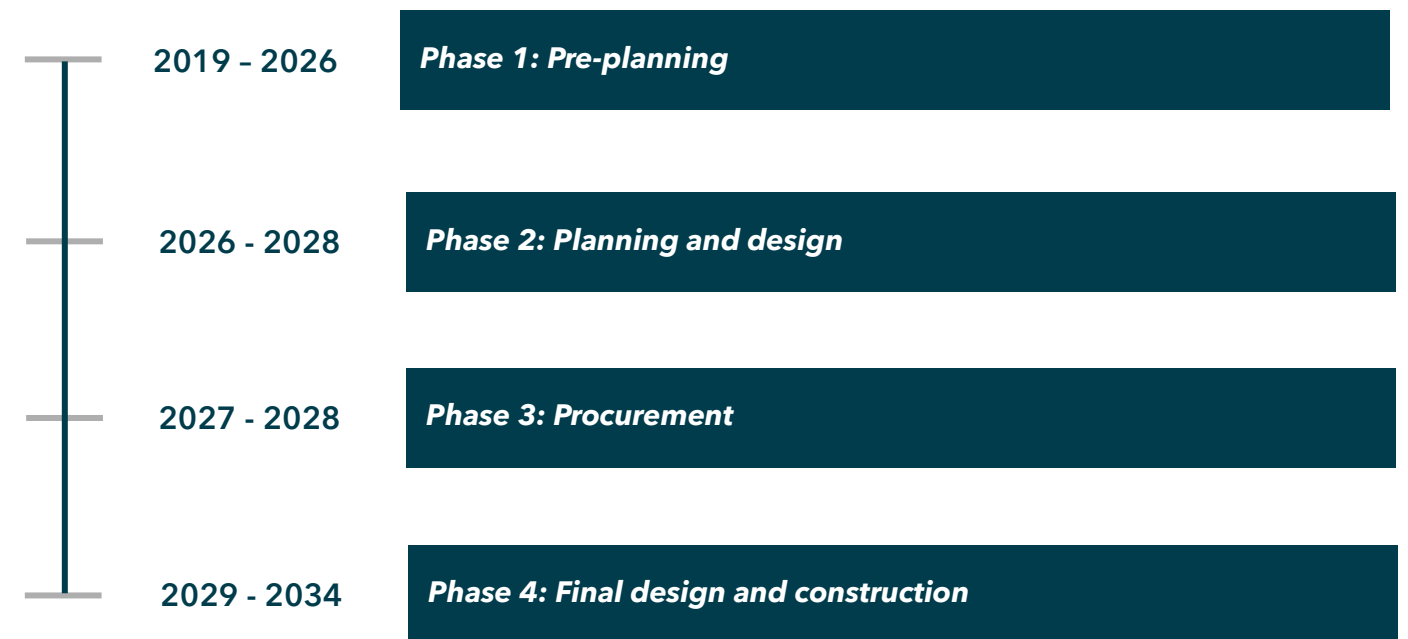 2019 – 2026 Phase 1: Pre-planning
2026 - 2028 Phase 2: Planning and design
2027 - 2028 Phase 3: Procurement
2029 - 2034 Phase 4: Final design and construction